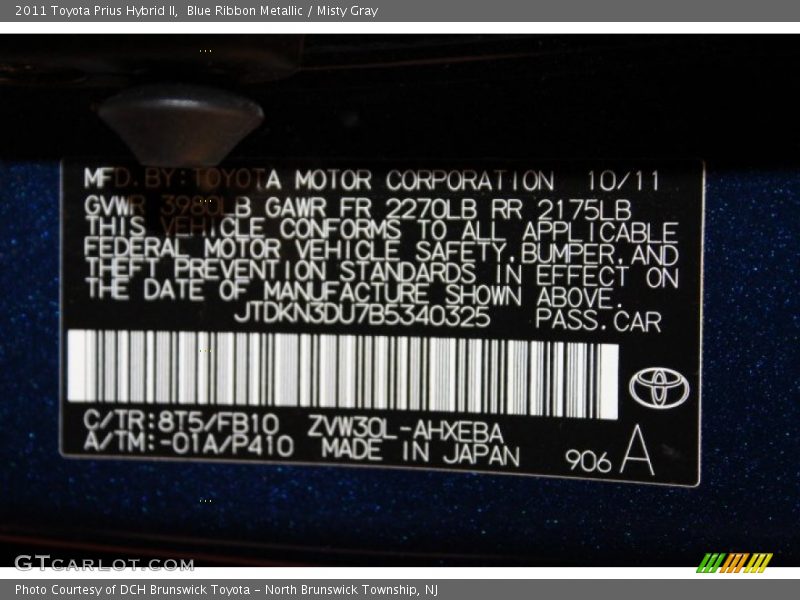 2011 Toyota Prius Hybrid II, Blue Ribbon Metallic / Misty Gray
MFD.BY:TOYOTA MOTOR CORPORATION 10/11
GVWR 3980LB GAWR FR 2270LB RR 2175LB
THIS VEHICLE CONFORMS TO ALL APPLICABLE
FEDERAL MOTOR VEHICLE SAFETY,BUMPER,AND
THEFT PREVENTION STANDARDS IN EFFECT ON
THE DATE OF MANUFACTURE SHOWN ABOVE.
JTDKN3DU7B5340325 PASS.CAR
C/TR:8T5/FB10 ZVW30L-AHXEBA
A/TM:-01A/P410 MADE IN JAPAN 906 A
GTCARLOT.COM
Photo Courtesy of DCH Brunswick Toyota – North Brunswick Township, NJ